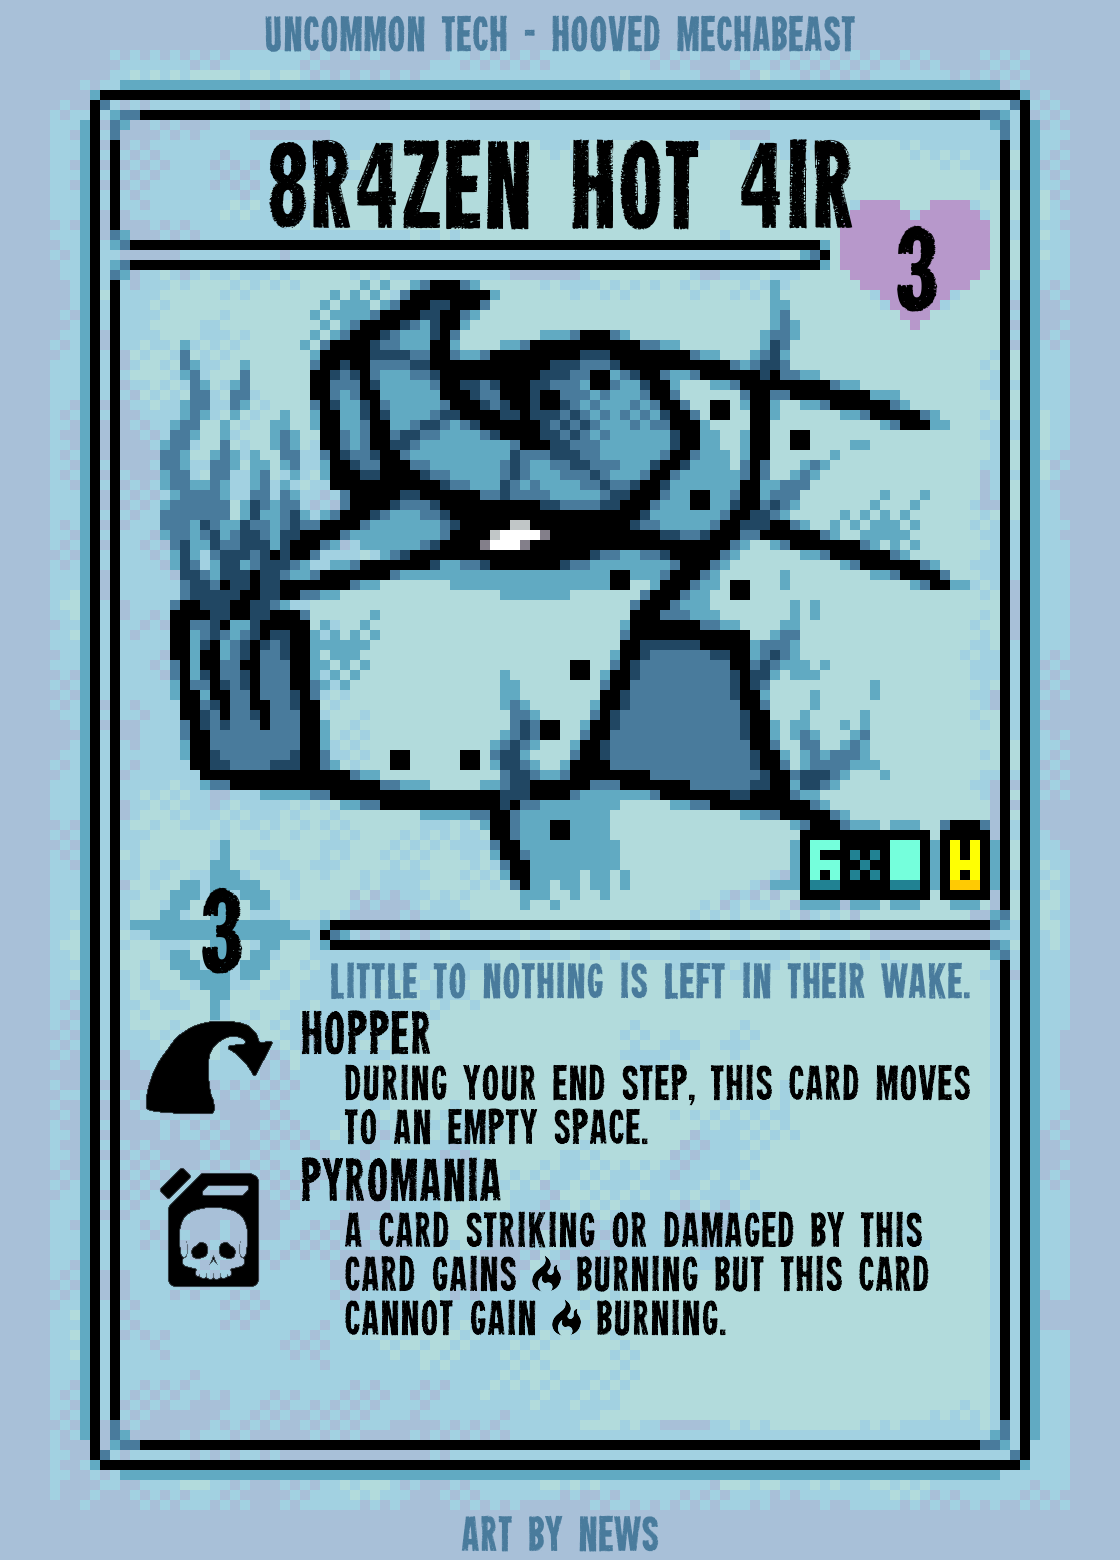 UNCOMMON TECH - HOOVED MECHABEAST
8R4ZEN HOT 4IR
3
6
3
LITTLE TO NOTHING IS LEFT IN THEIR WAKE.
HOPPER
DURING YOUR END STEP, THIS CARD MOVES
TO AN EMPTY SPACE.
PYROMANIA
A CARD STRIKING OR DAMAGED BY THIS
CARD GAINS BURNING BUT THIS CARD
CANNOT GAIN BURNING.
ART BY NEWS